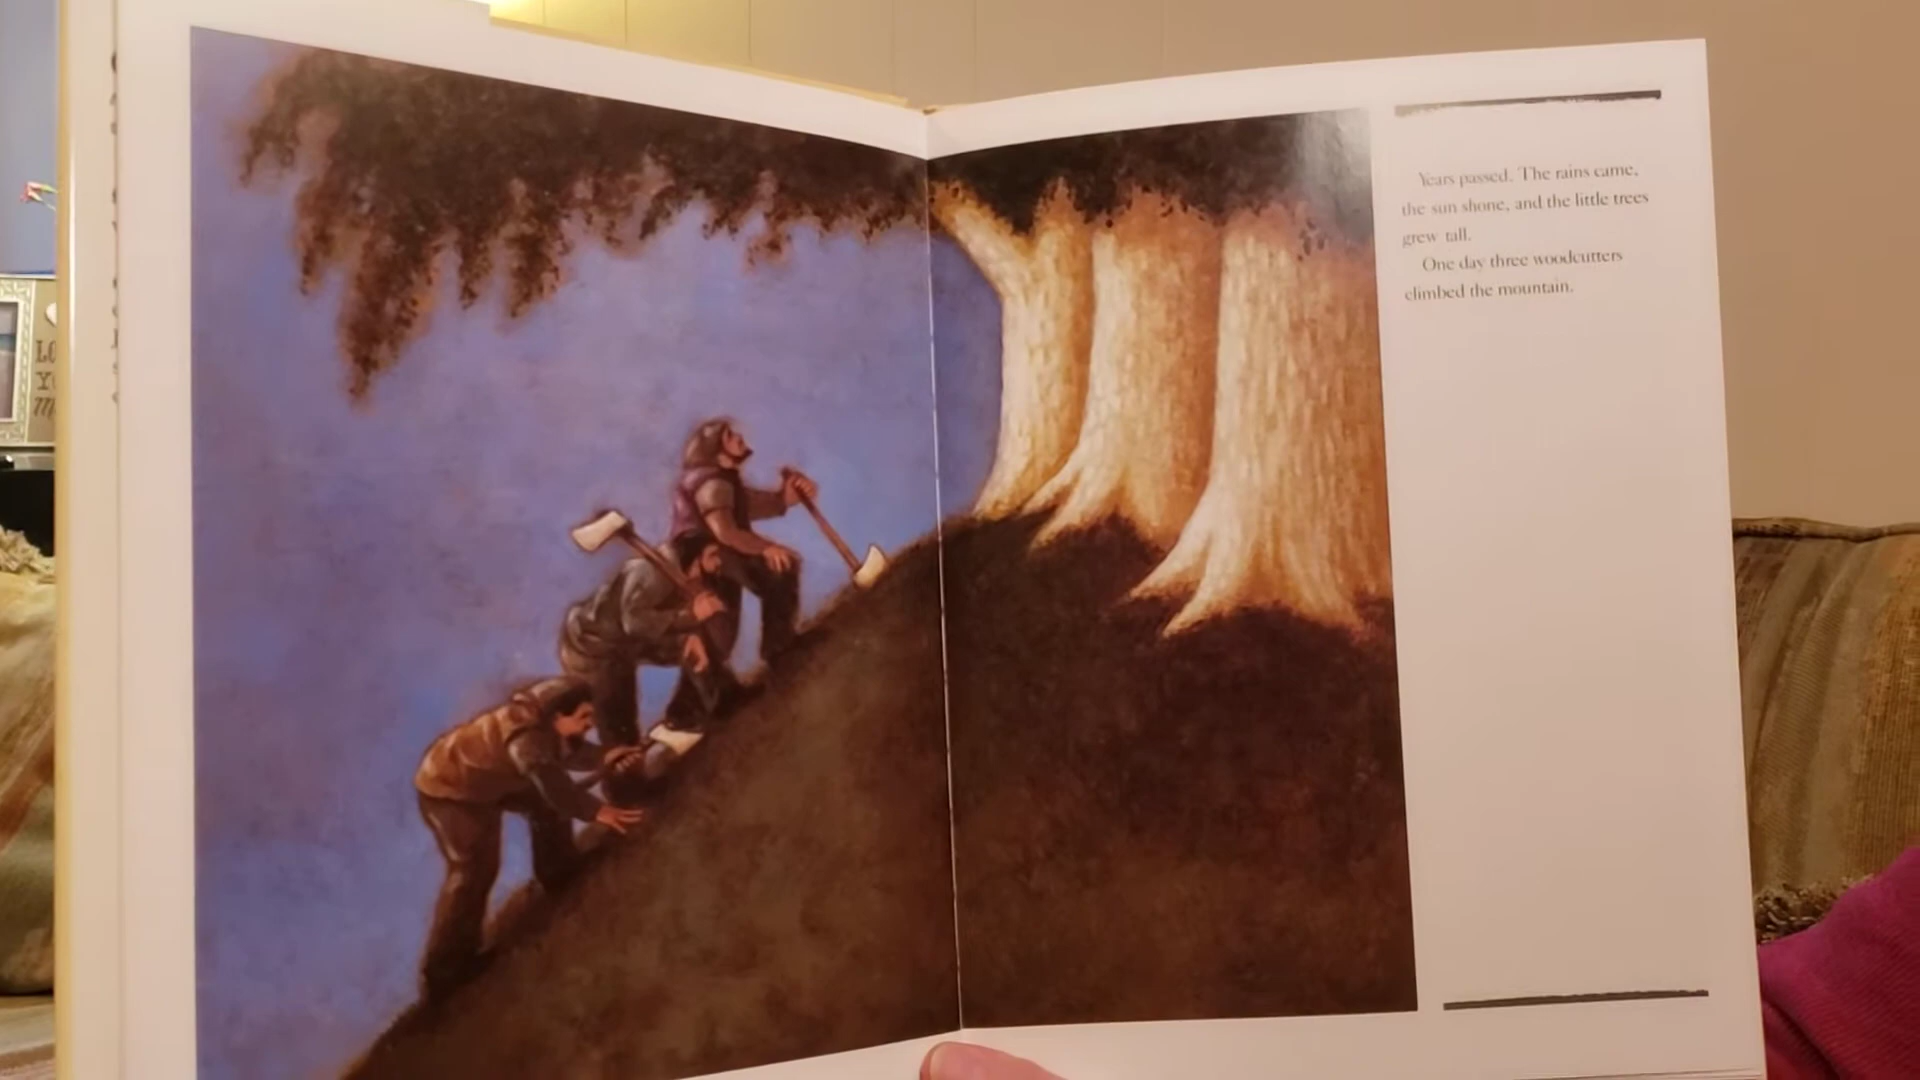 Years passed. The rains came,
the sun shone, and the little trees
grew tall.
One day three woodcutters
climbed the mountain.